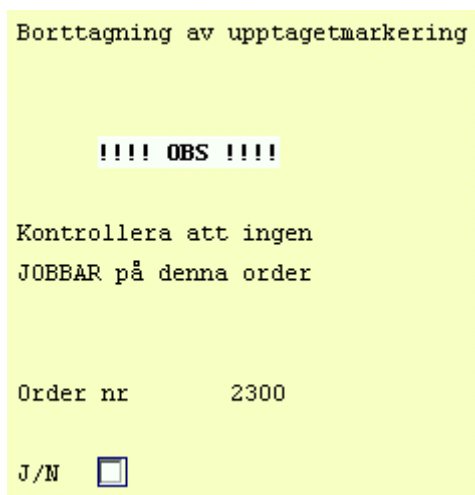 Borttagning av upptagetmarkering
!!!! OBS !!!!
Kontrollera att ingen
JOBBAR på denna order
Order nr 2300
J/N